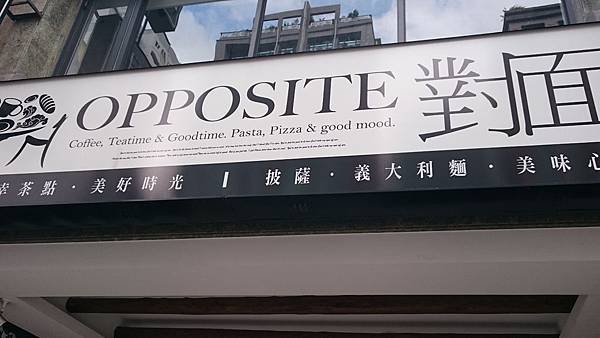 OPPOSITE 對面
Coffee, Teatime & Goodtime. Pasta, Pizza & good mood.
茶點·美好時光 | 披薩·義大利麵·美味心